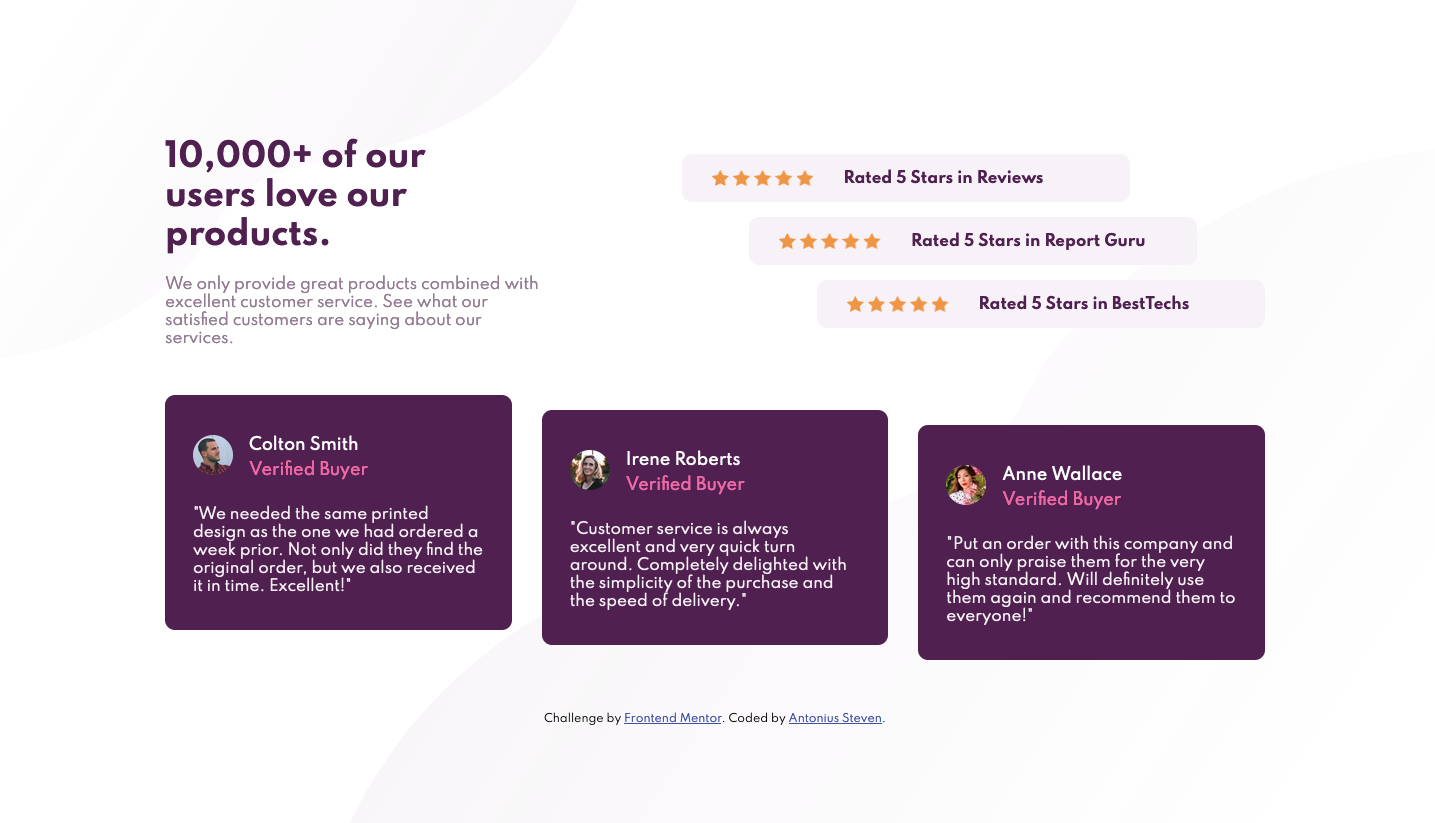 10,000+ of our
users love our
products.
We only provide great products combined with
excellent customer service. See what our
satisfied customers are saying about our
services.
Rated 5 Stars in Reviews
Rated 5 Stars in Report Guru
Rated 5 Stars in BestTechs
Colton Smith
Verified Buyer
"We needed the same printed
design as the one we had ordered a
week prior. Not only did they find the
original order, but we also received
it in time. Excellent!"
Irene Roberts
Verified Buyer
"Customer service is always
excellent and very quick turn
around. Completely delighted with
the simplicity of the purchase and
the speed of delivery."
Anne Wallace
Verified Buyer
"Put an order with this company and
can only praise them for the very
high standard. Will definitely use
them again and recommend them to
everyone!"
Challenge by Frontend Mentor. Coded by Antonius Steven.